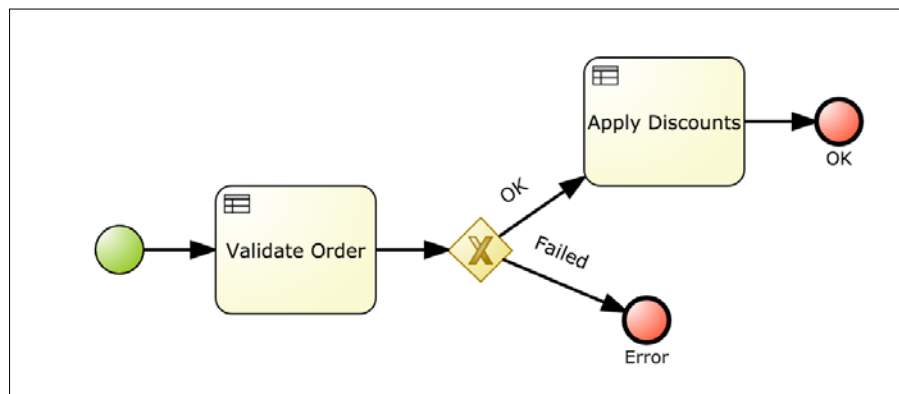 Apply Discounts
OK
OK
Validate Order
Failed
Error